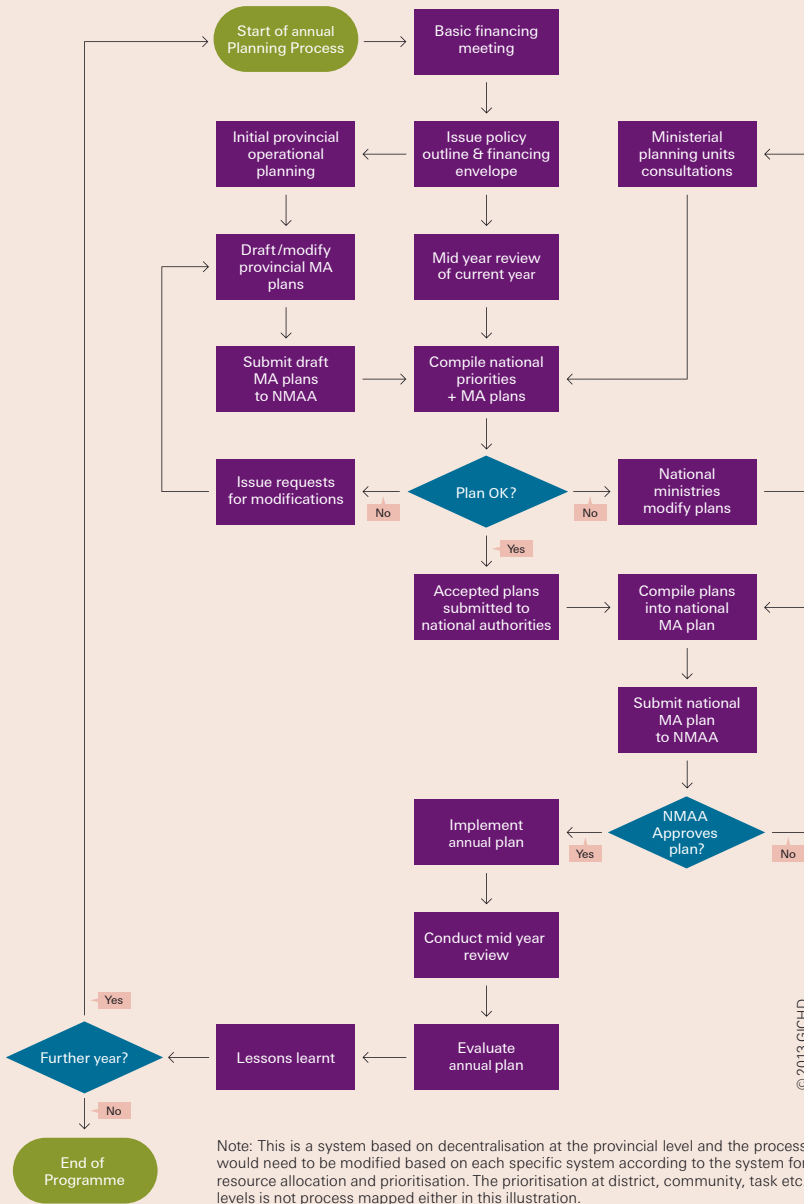 Start of annual
Planning Process
Basic financing
meeting
Initial provincial
operational
planning
Issue policy
outline & financing
envelope
Ministerial
planning units
consultations
Draft/modify
provincial MA
plans
Mid year review
of current year
Submit draft
MA plans
to NMAA
Compile national
priorities
+ MA plans
Issue requests
for modifications
No
Plan OK?
No
National
ministries
modify plans
Yes
Accepted plans
submitted to
national authorities
Compile plans
into national
MA plan
Submit national
MA plan
to NMAA
Implement
annual plan
Yes
NMAA
Approves
plan?
No
Conduct mid year
review
Yes
Further year?
Lessons learnt
Evaluate
annual plan
No
End of
Programme
© 2013 GICHD
Note: This is a system based on decentralisation at the provincial level and the process
would need to be modified based on each specific system according to the system for
resource allocation and prioritisation. The prioritisation at district, community, task etc
levels is not process mapped either in this illustration.